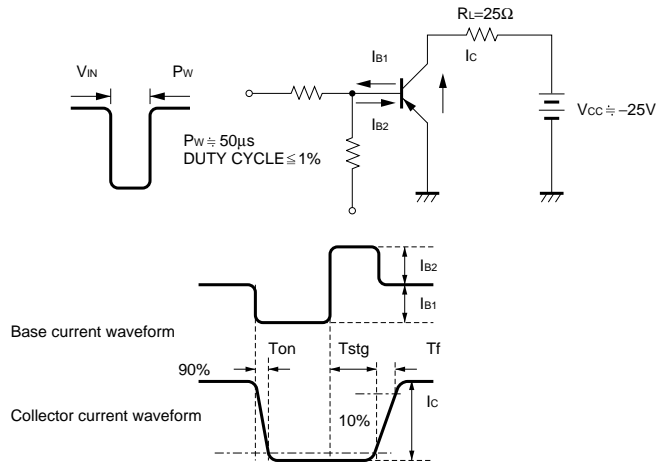 RL=25Ω
IB1
IC
VIN
PW
VCC≒−25V
IB2
PW≒50μs
DUTY CYCLE≦1%
IB2
IB1
Base current waveform
Ton
Tstg
Tf
90%
IC
10%
Collector current waveform